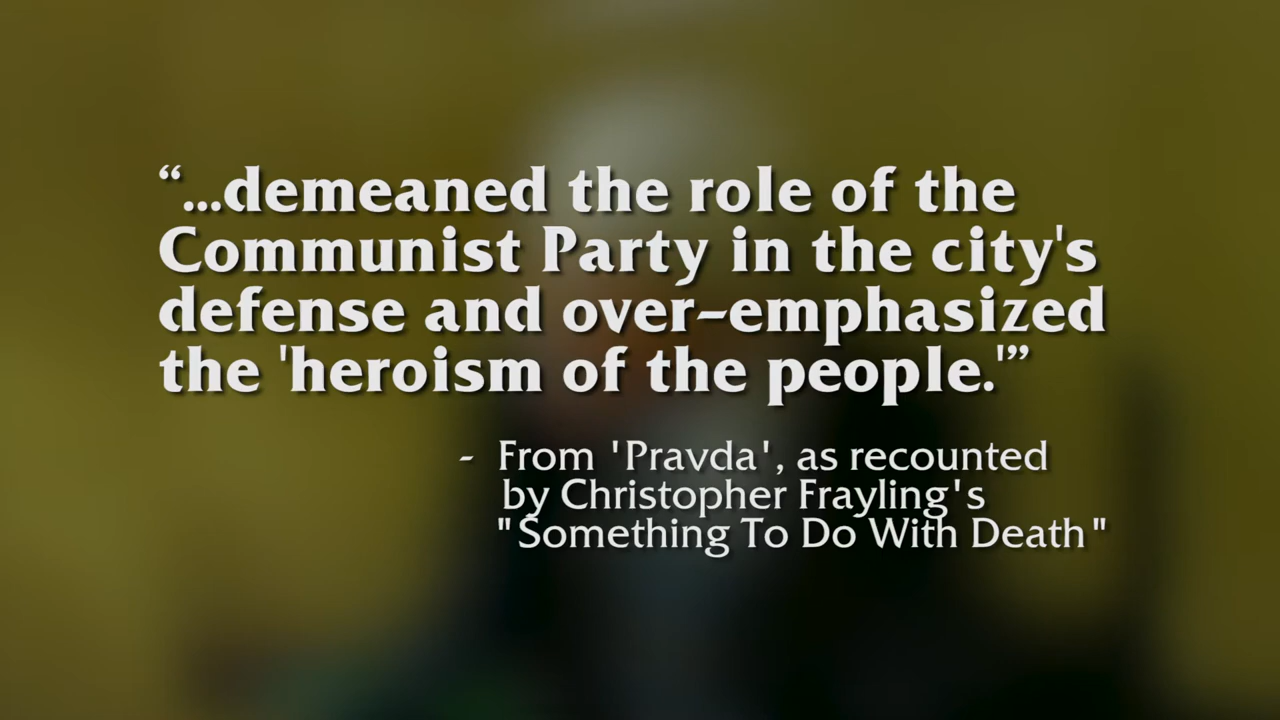 “...demeaned the role of the
Communist Party in the city's
defense and over-emphasized
the 'heroism of the people.'”
- From 'Pravda', as recounted
by Christopher Frayling's
"Something To Do With Death"